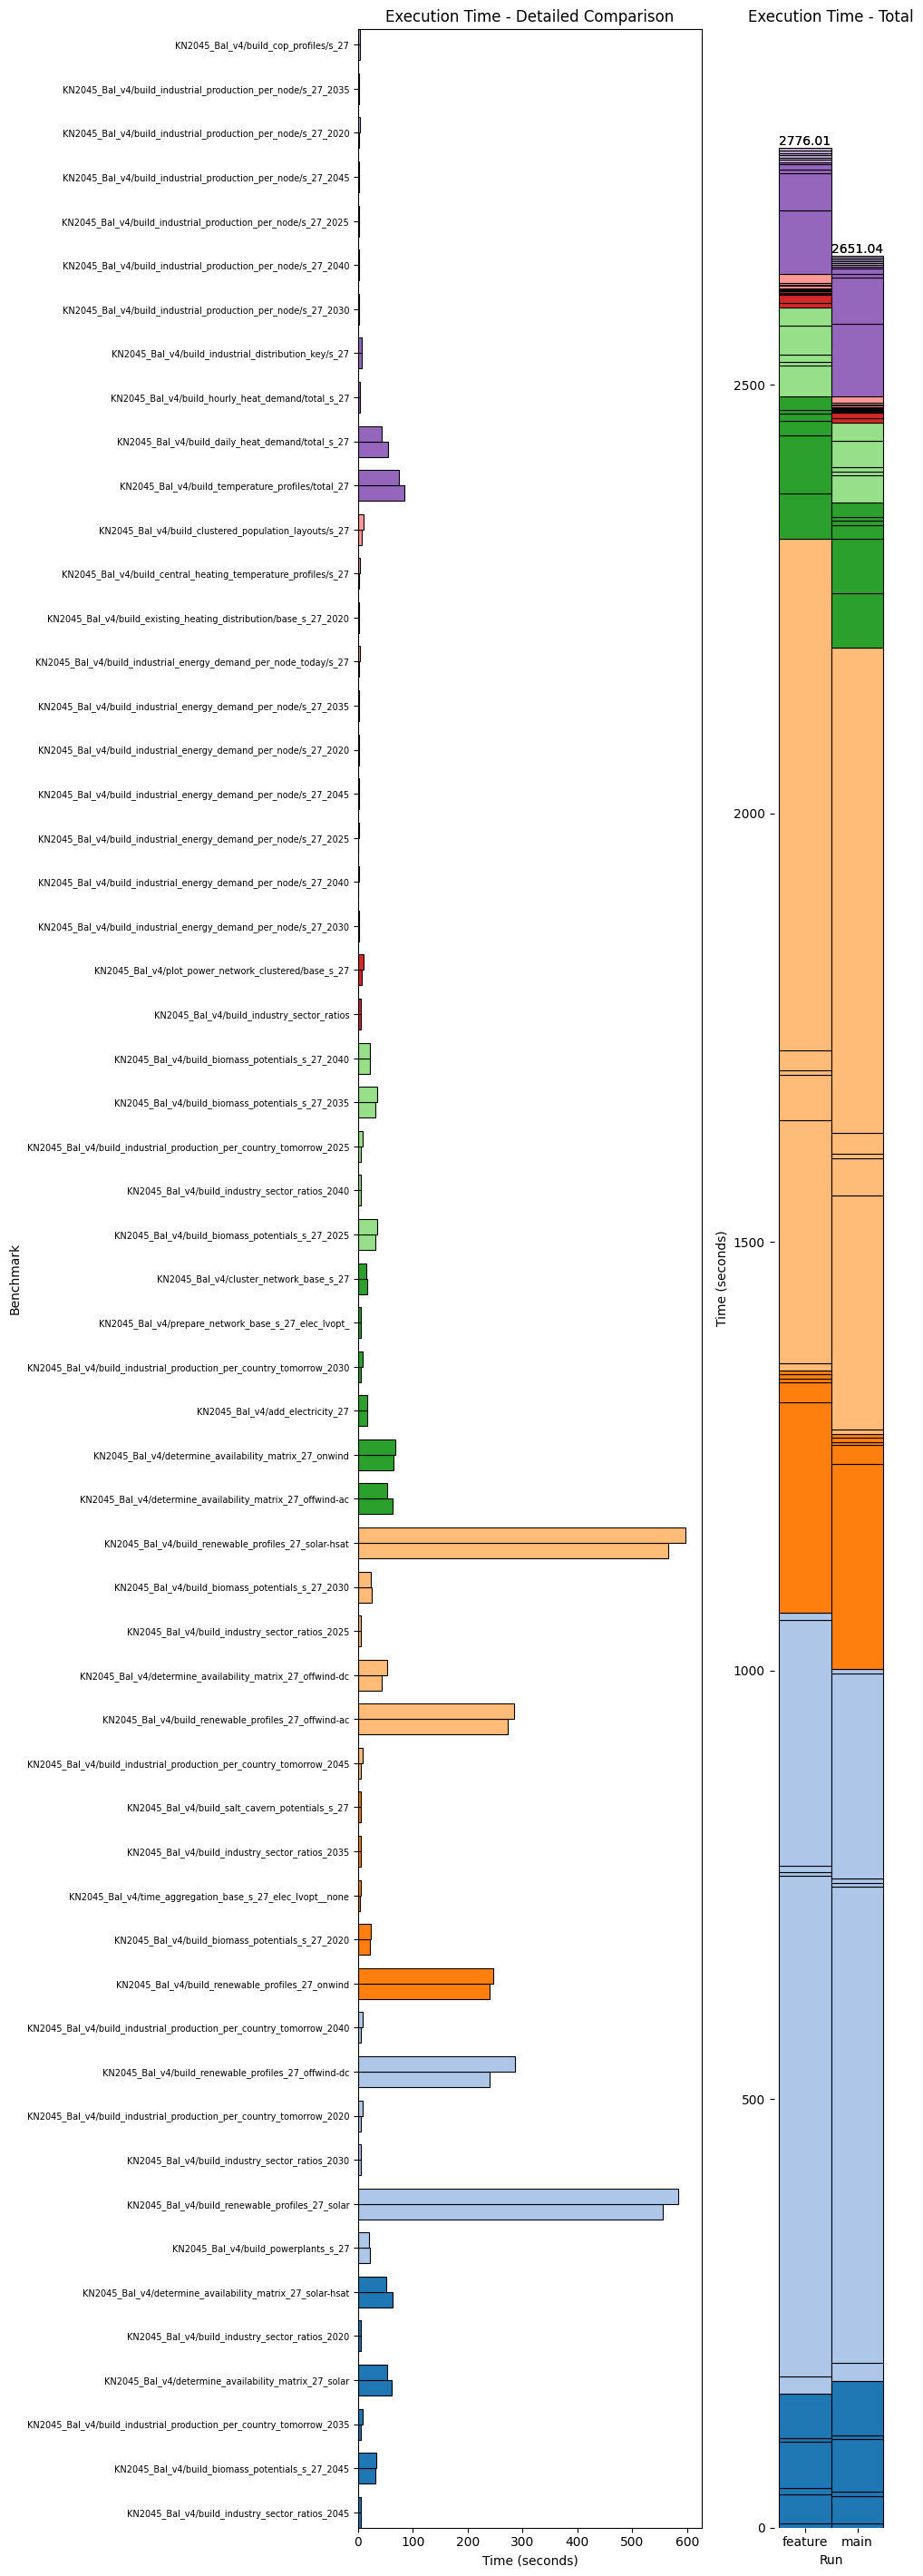 Execution Time - Detailed Comparison
Execution Time - Total
KN2045_Bal_v4/build_cop_profiles/s_27
KN2045_Bal_v4/build_industrial_production_per_node/s_27_2035
KN2045_Bal_v4/build_industrial_production_per_node/s_27_2020
KN2045_Bal_v4/build_industrial_production_per_node/s_27_2045
KN2045_Bal_v4/build_industrial_production_per_node/s_27_2025
KN2045_Bal_v4/build_industrial_production_per_node/s_27_2040
KN2045_Bal_v4/build_industrial_production_per_node/s_27_2030
KN2045_Bal_v4/build_industrial_distribution_key/s_27
KN2045_Bal_v4/build_hourly_heat_demand/total_s_27
KN2045_Bal_v4/build_daily_heat_demand/total_s_27
KN2045_Bal_v4/build_temperature_profiles/total_27
KN2045_Bal_v4/build_clustered_population_layouts/s_27
KN2045_Bal_v4/build_central_heating_temperature_profiles/s_27
KN2045_Bal_v4/build_existing_heating_distribution/base_s_27_2020
KN2045_Bal_v4/build_industrial_energy_demand_per_node_today/s_27
KN2045_Bal_v4/build_industrial_energy_demand_per_node/s_27_2035
KN2045_Bal_v4/build_industrial_energy_demand_per_node/s_27_2020
KN2045_Bal_v4/build_industrial_energy_demand_per_node/s_27_2045
KN2045_Bal_v4/build_industrial_energy_demand_per_node/s_27_2025
KN2045_Bal_v4/build_industrial_energy_demand_per_node/s_27_2040
KN2045_Bal_v4/build_industrial_energy_demand_per_node/s_27_2030
KN2045_Bal_v4/plot_power_network_clustered/base_s_27
KN2045_Bal_v4/build_industry_sector_ratios
KN2045_Bal_v4/build_biomass_potentials_s_27_2040
KN2045_Bal_v4/build_biomass_potentials_s_27_2035
KN2045_Bal_v4/build_industrial_production_per_country_tomorrow_2025
KN2045_Bal_v4/build_industry_sector_ratios_2040
KN2045_Bal_v4/build_biomass_potentials_s_27_2025
KN2045_Bal_v4/cluster_network_base_s_27
KN2045_Bal_v4/prepare_network_base_s_27_elec_lvopt_
KN2045_Bal_v4/build_industrial_production_per_country_tomorrow_2030
KN2045_Bal_v4/add_electricity_27
KN2045_Bal_v4/determine_availability_matrix_27_onwind
KN2045_Bal_v4/determine_availability_matrix_27_offwind-ac
KN2045_Bal_v4/build_renewable_profiles_27_solar-hsat
KN2045_Bal_v4/build_biomass_potentials_s_27_2030
KN2045_Bal_v4/build_industry_sector_ratios_2025
KN2045_Bal_v4/determine_availability_matrix_27_offwind-dc
KN2045_Bal_v4/build_renewable_profiles_27_offwind-ac
KN2045_Bal_v4/build_industrial_production_per_country_tomorrow_2045
KN2045_Bal_v4/build_salt_cavern_potentials_s_27
KN2045_Bal_v4/build_industry_sector_ratios_2035
KN2045_Bal_v4/time_aggregation_base_s_27_elec_lvopt__none
KN2045_Bal_v4/build_biomass_potentials_s_27_2020
KN2045_Bal_v4/build_renewable_profiles_27_onwind
KN2045_Bal_v4/build_industrial_production_per_country_tomorrow_2040
KN2045_Bal_v4/build_renewable_profiles_27_offwind-dc
KN2045_Bal_v4/build_industrial_production_per_country_tomorrow_2020
KN2045_Bal_v4/build_industry_sector_ratios_2030
KN2045_Bal_v4/build_renewable_profiles_27_solar
KN2045_Bal_v4/build_powerplants_s_27
KN2045_Bal_v4/determine_availability_matrix_27_solar-hsat
KN2045_Bal_v4/build_industry_sector_ratios_2020
KN2045_Bal_v4/determine_availability_matrix_27_solar
KN2045_Bal_v4/build_industrial_production_per_country_tomorrow_2035
KN2045_Bal_v4/build_biomass_potentials_s_27_2045
KN2045_Bal_v4/build_industry_sector_ratios_2045
Benchmark
0 100 200 300 400 500 600
Time (seconds)
2776.01
2651.04
2500
2000
1500
1000
500
0
Time (seconds)
feature main
Run